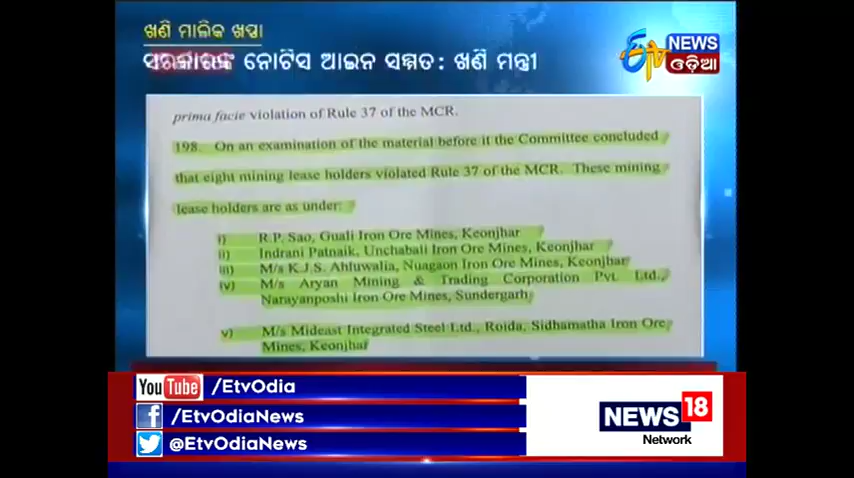 ଖଣି ମାଲିକ ଖପ୍ପା
ସରକାରଙ୍କ ନୋଟିସ ଆଇନ ସମ୍ମତ: ଖଣି ମନ୍ତ୍ରୀ
etv NEWS
ଓଡ଼ିଆ
prima facie violation of Rule 37 of the MCR.
198. On an examination of the material before it the Committee concluded
that eight mining lease holders violated Rule 37 of the MCR. These mining
lease holders are as under:
i) R.P. Sao, Guali Iron Ore Mines, Keonjhar
ii) Indrani Patnaik, Unchabali Iron Ore Mines, Keonjhar
iii) M/s K.J.S. Ahluwalia, Nuagaon Iron Ore Mines, Keonjhar
iv) M/s Aryan Mining & Trading Corporation Pvt. Ltd.,
Narayanposhi Iron Ore Mines, Sundergarh
v) M/s Mideast Integrated Steel Ltd., Roida, Sidhamatha Iron Ore
Mines, Keonjhar
YouTube /EtvOdia
f /EtvOdiaNews
@EtvOdiaNews
NEWS 18
Network